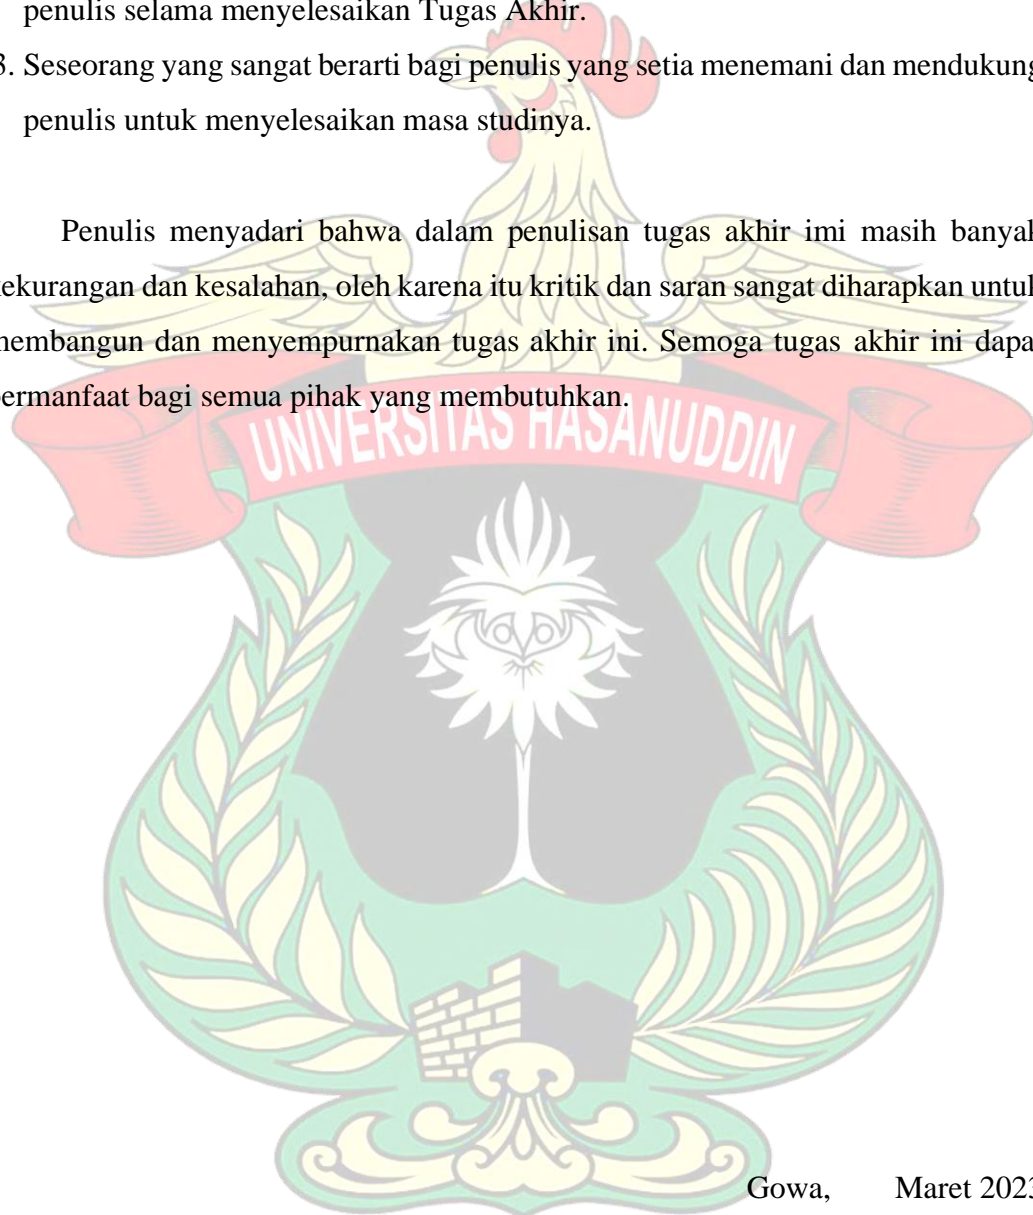 penulis selama menyelesaikan Tugas Akhir.
3. Seseorang yang sangat berarti bagi penulis yang setia menemani dan mendukung
penulis untuk menyelesaikan masa studinya.
Penulis menyadari bahwa dalam penulisan tugas akhir imi masih banyak
kekurangan dan kesalahan, oleh karena itu kritik dan saran sangat diharapkan untuk
membangun dan menyempurnakan tugas akhir ini. Semoga tugas akhir ini dapat
bermanfaat bagi semua pihak yang membutuhkan.
UNIVERSITAS HASANUDDIN
Gowa, Maret 2023